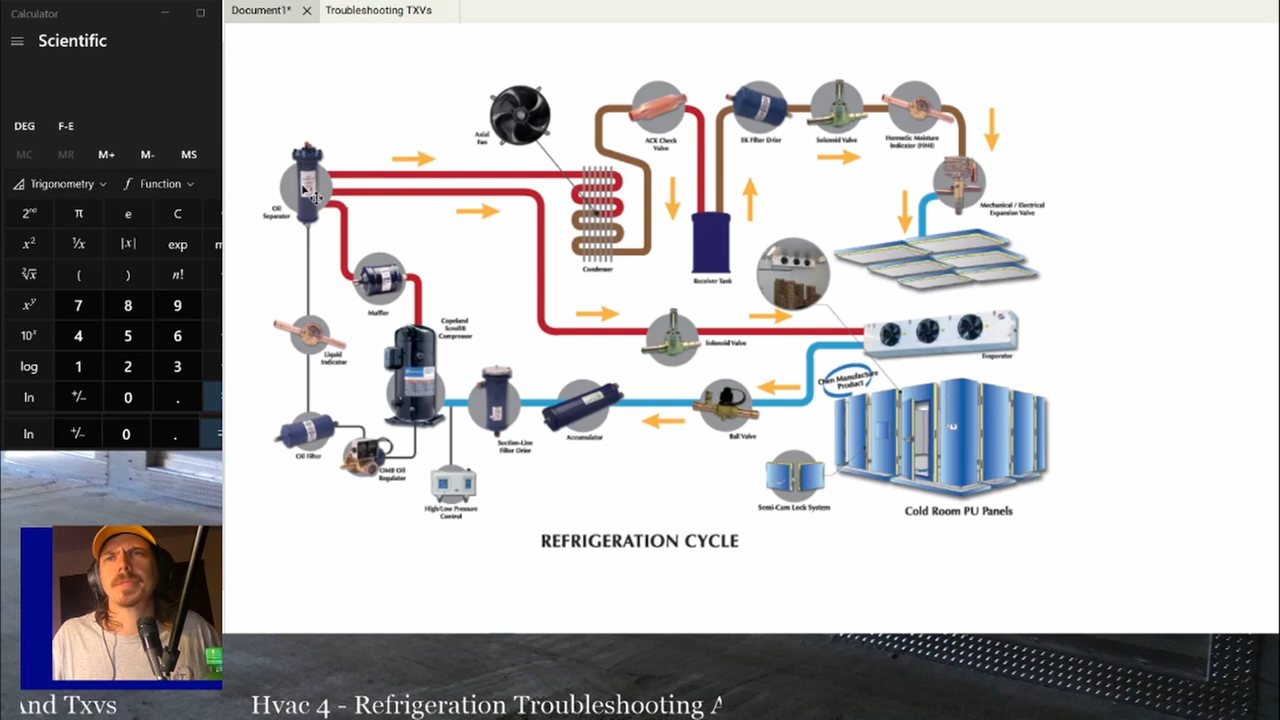 Calculator
Scientific
DEG F-E
MC MR M+ M- MS
Trigonometry Function
2nd π e C
x² ¹/x |x| exp m
²√x ( ) n!
xʸ 7 8 9
10ˣ 4 5 6
log 1 2 3
ln +/- 0 .
ln +/- 0 .
Document1* X Troubleshooting TXVs
Axial
Fan
ACK Check
Valve
EK Filter Drier
Solenoid Valve
Hermetic Moisture
Indicator (HMI)
Oil
Separator
Mechanical / Electrical
Expansion Valve
Condenser
Receiver Tank
Muffler
Copeland
Scroll®
Compressor
Liquid
Indicator
Solenoid Valve
Evaporator
Own Manufacture
Product
Oil Filter
OMB Oil
Regulator
Suction-Line
Filter Drier
Accumulator
Ball Valve
High/Low Pressure
Control
Semi-Cam Lock System
Cold Room PU Panels
REFRIGERATION CYCLE
And Txvs Hvac 4 - Refrigeration Troubleshooting A